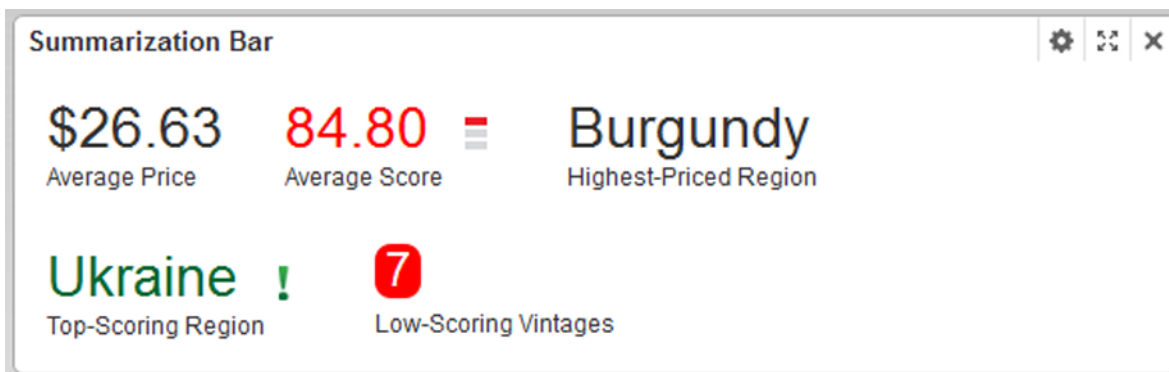 Summarization Bar
$26.63 84.80 Burgundy
Average Price Average Score Highest-Priced Region
Ukraine ! 7
Top-Scoring Region Low-Scoring Vintages